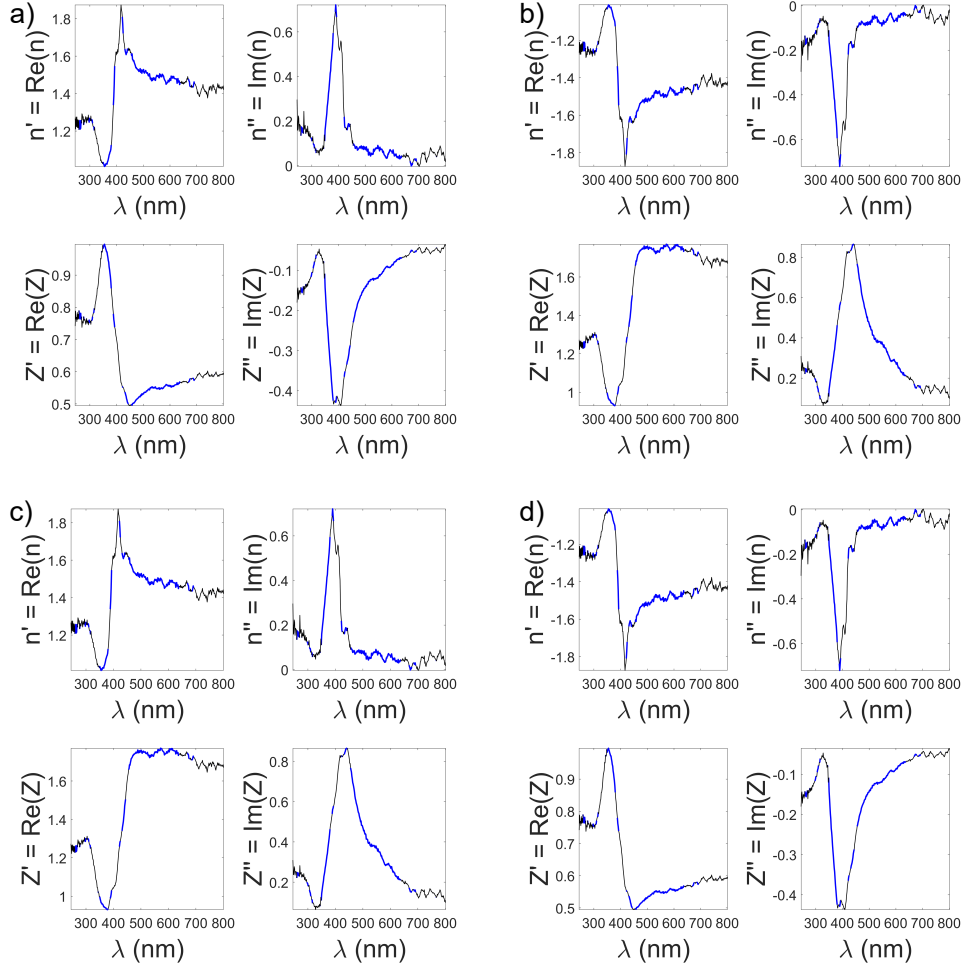 a)
n' = Re(n)
1.8
1.6
1.4
1.2
300 400 500 600 700 800
λ (nm)
n'' = Im(n)
0.6
0.4
0.2
0
300 400 500 600 700 800
λ (nm)
Z' = Re(Z)
0.9
0.8
0.7
0.6
0.5
300 400 500 600 700 800
λ (nm)
Z'' = Im(Z)
-0.1
-0.2
-0.3
-0.4
300 400 500 600 700 800
λ (nm)
b)
n' = Re(n)
-1.2
-1.4
-1.6
-1.8
300 400 500 600 700 800
λ (nm)
n'' = Im(n)
0
-0.2
-0.4
-0.6
300 400 500 600 700 800
λ (nm)
Z' = Re(Z)
1.6
1.4
1.2
1
300 400 500 600 700 800
λ (nm)
Z'' = Im(Z)
0.8
0.6
0.4
0.2
300 400 500 600 700 800
λ (nm)
c)
n' = Re(n)
1.8
1.6
1.4
1.2
300 400 500 600 700 800
λ (nm)
n'' = Im(n)
0.6
0.4
0.2
0
300 400 500 600 700 800
λ (nm)
Z' = Re(Z)
1.6
1.4
1.2
1
300 400 500 600 700 800
λ (nm)
Z'' = Im(Z)
0.8
0.6
0.4
0.2
300 400 500 600 700 800
λ (nm)
d)
n' = Re(n)
-1.2
-1.4
-1.6
-1.8
300 400 500 600 700 800
λ (nm)
n'' = Im(n)
0
-0.2
-0.4
-0.6
300 400 500 600 700 800
λ (nm)
Z' = Re(Z)
0.9
0.8
0.7
0.6
0.5
300 400 500 600 700 800
λ (nm)
Z'' = Im(Z)
-0.1
-0.2
-0.3
-0.4
300 400 500 600 700 800
λ (nm)